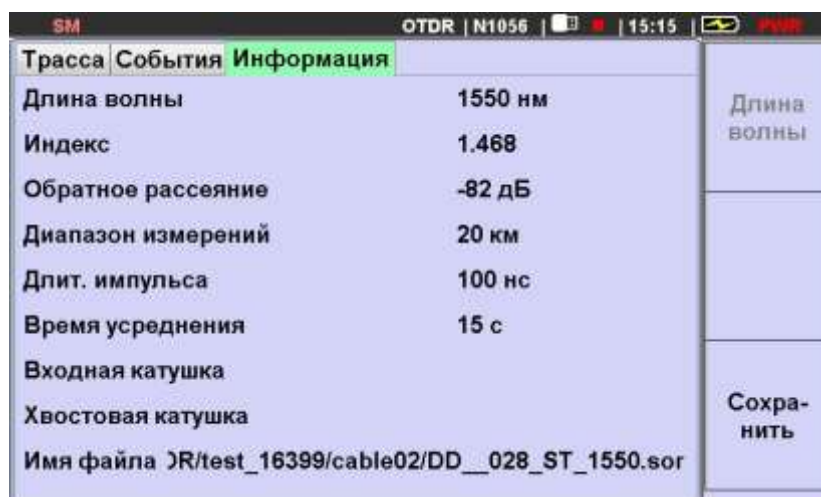 SM OTDR | N1056 | | 15:15 | PWR
Трасса События Информация
Длина волны 1550 нм
Индекс 1.468
Обратное рассеяние -82 дБ
Диапазон измерений 20 км
Длит. импульса 100 нс
Время усреднения 15 с
Входная катушка
Хвостовая катушка
Имя файла OR/test_16399/cable02/DD__028_ST_1550.sor
Длина
волны
Сохра-
нить